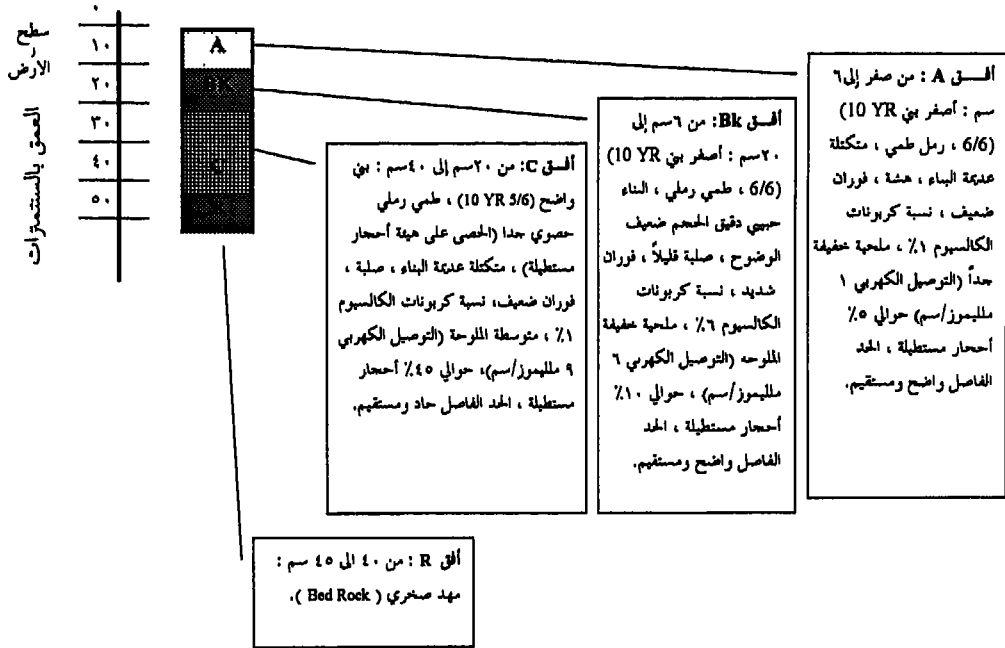 سطح
الأرض
العمق بالسنتمترات
٠
١٠
٢٠
٣٠
٤٠
٥٠
A
BK
C
أفـــق A : من صفر إلى٦
سم : أصفر بني (10 YR
6/6) ، رمل طمي ، متكتلة
عديمة البناء ، هشة ، فوران
ضعيف ، نسبة كربونات
الكالسيوم ١٪ ، ملحية خفيفة
جداً (التوصيل الكهربي ١
ملليموز/سم) حوالي ٥٪
أحجار مستطيلة ، الحد
الفاصل واضح ومستقيم.
أفــق Bk: من ٦سم إلى
٢٠سم : أصفر بني (10 YR
6/6) ، طمي رملي ، البناء
حبيبي دقيق الحجم ضعيف
الوضوح ، صلبة قليلاً ، فوران
شديد ، نسبة كربونات
الكالسيوم ٦٪ ، ملحية خفيفة
الملوحه (التوصيل الكهربي ٦
ملليموز/سم) ، حوالي ١٠٪
أحجار مستطيلة ، الحد
الفاصل واضح ومستقيم.
أفــق C: من ٢٠سم إلى ٤٠سم : بني
واضح (10 YR 5/6) ، طمي رملي
حصوي جدا (الحصى على هيئة أحجار
مستطيلة) ، متكتلة عديمة البناء ، صلبة ،
فوران ضعيف، نسبة كربونات الكالسيوم
١٪ ، متوسطة الملوحة (التوصيل الكهربي
٩ ملليموز/سم)، حوالي ٤٥٪ أحجار
مستطيلة ، الحد الفاصل حاد ومستقيم.
أفق R : من ٤٠ الى ٤٥ سم :
مهد صخري ( Bed Rock ).